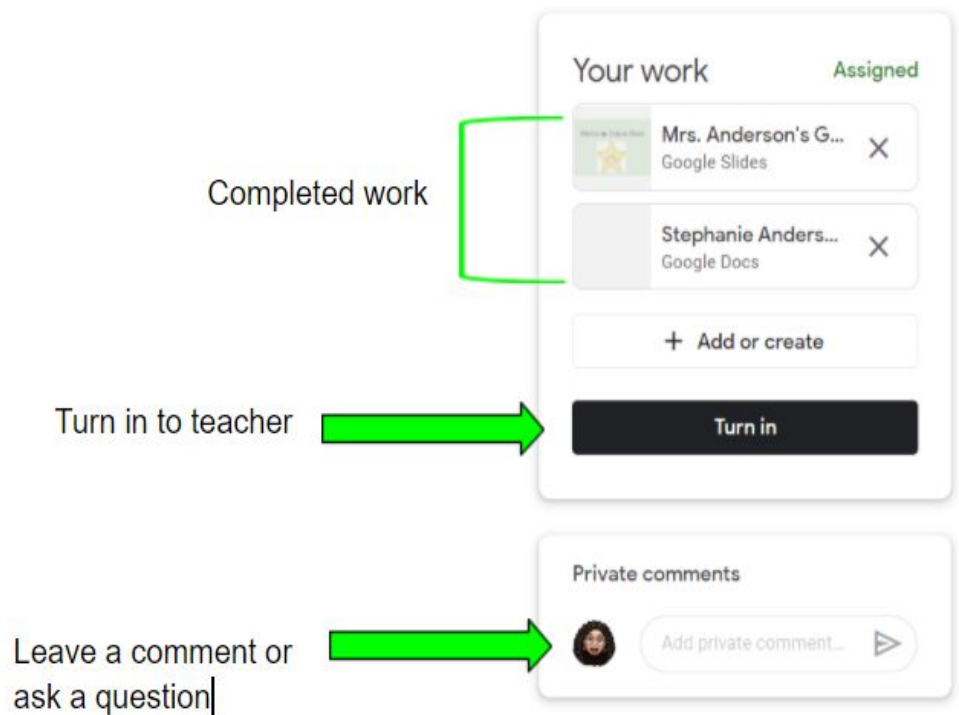 Your work Assigned
Mrs. Anderson's G...
Google Slides
Completed work
Stephanie Anders...
Google Docs
+ Add or create
Turn in to teacher
Turn in
Private comments
Add private comment...
Leave a comment or
ask a question